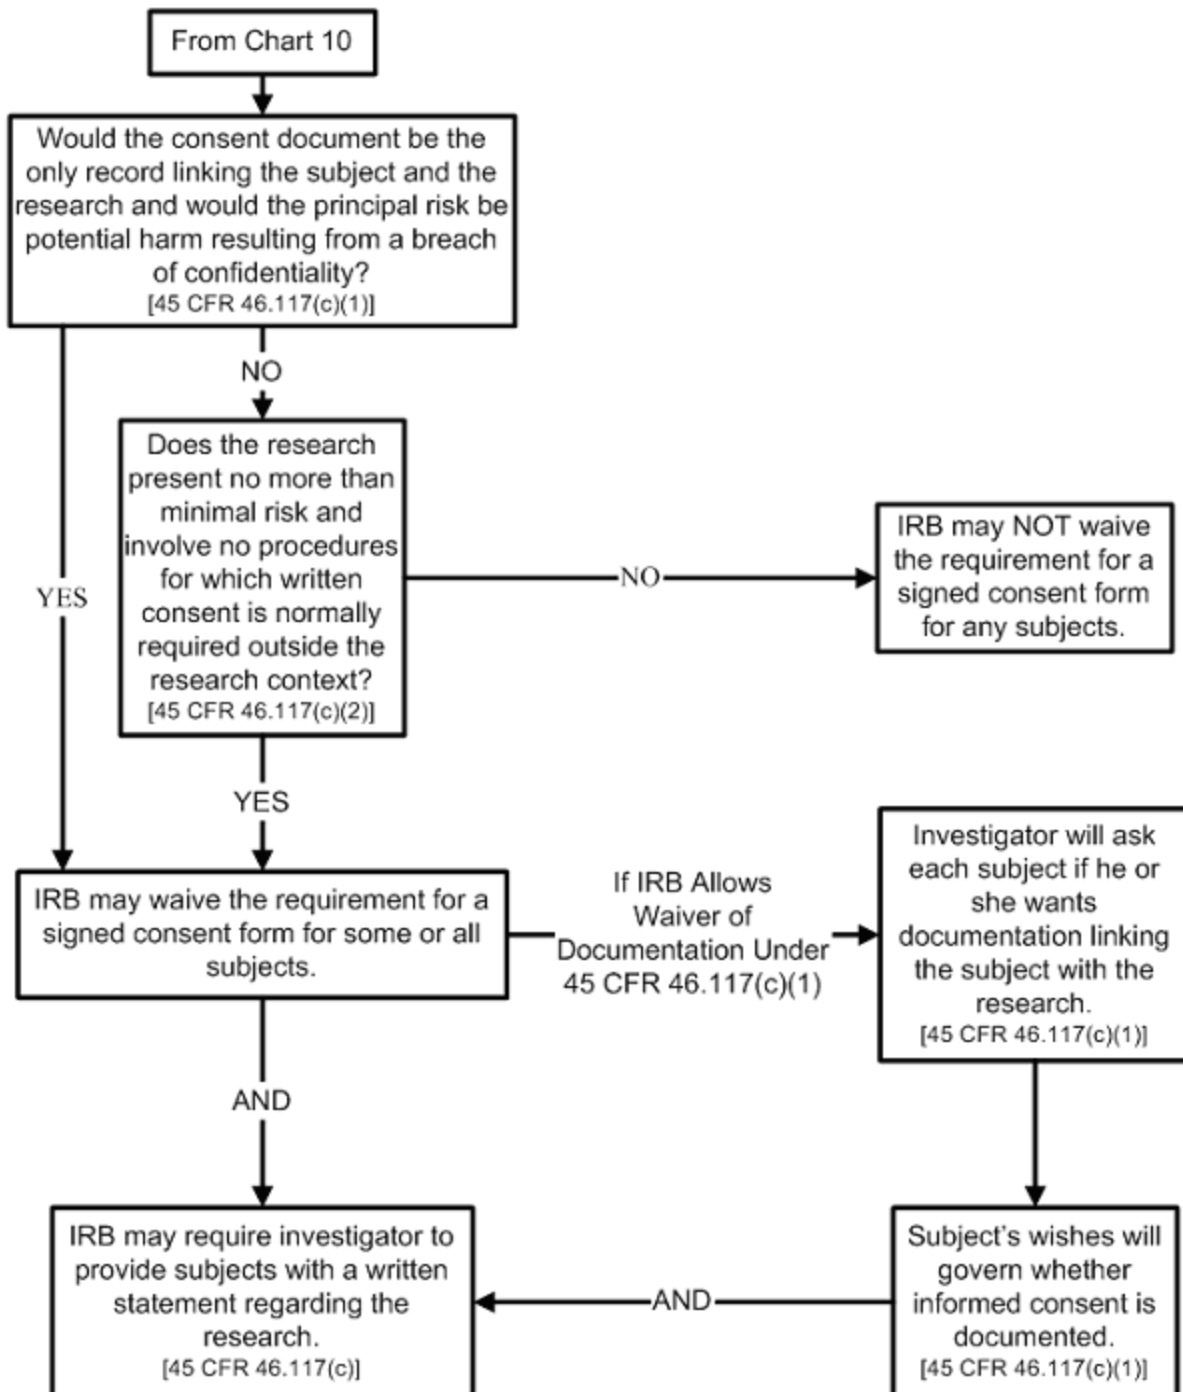 From Chart 10
Would the consent document be the
only record linking the subject and the
research and would the principal risk be
potential harm resulting from a breach
of confidentiality?
[45 CFR 46.117(c)(1)]
NO
YES
Does the research
present no more than
minimal risk and
involve no procedures
for which written
consent is normally
required outside the
research context?
[45 CFR 46.117(c)(2)]
NO
IRB may NOT waive
the requirement for a
signed consent form
for any subjects.
YES
IRB may waive the requirement for a
signed consent form for some or all
subjects.
If IRB Allows
Waiver of
Documentation Under
45 CFR 46.117(c)(1)
Investigator will ask
each subject if he or
she wants
documentation linking
the subject with the
research.
[45 CFR 46.117(c)(1)]
AND
IRB may require investigator to
provide subjects with a written
statement regarding the
research.
[45 CFR 46.117(c)]
AND
Subject's wishes will
govern whether
informed consent is
documented.
[45 CFR 46.117(c)(1)]